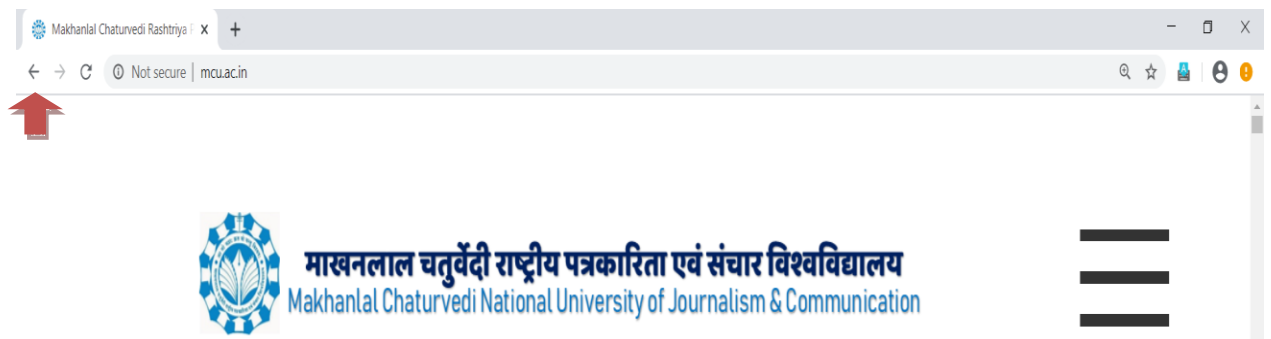 Makhanlal Chaturvedi Rashtriya
Not secure | mcu.ac.in
माखनलाल चतुर्वेदी राष्ट्रीय पत्रकारिता एवं संचार विश्वविद्यालय
Makhanlal Chaturvedi National University of Journalism & Communication